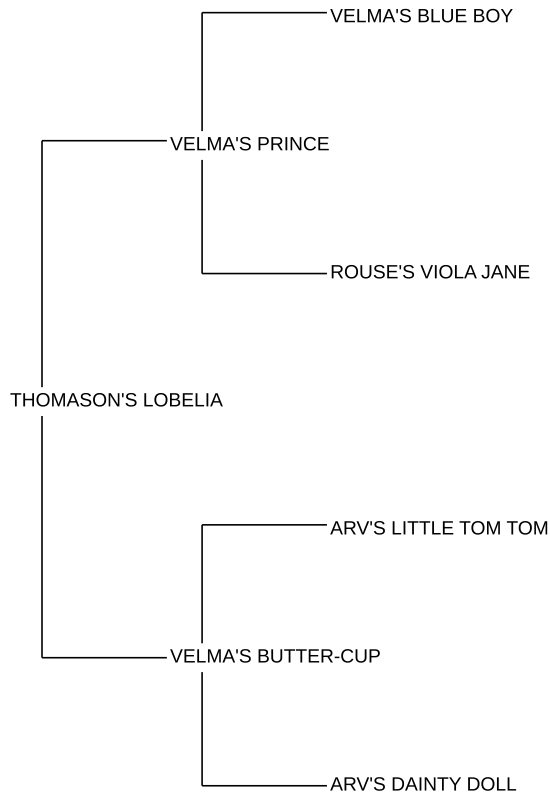 VELMA'S BLUE BOY
VELMA'S PRINCE
ROUSE'S VIOLA JANE
THOMASON'S LOBELIA
ARV'S LITTLE TOM TOM
VELMA'S BUTTER-CUP
ARV'S DAINTY DOLL